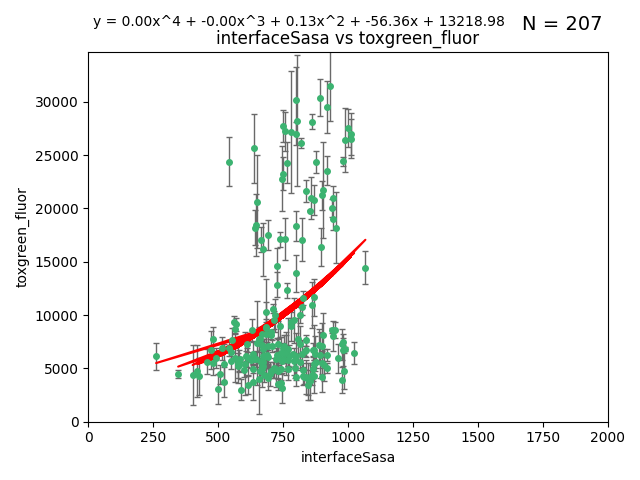 y = 0.00x^4 + -0.00x^3 + 0.13x^2 + -56.36x + 13218.98 N = 207
interfaceSasa vs toxgreen_fluor
toxgreen_fluor
30000
25000
20000
15000
10000
5000
0
0 250 500 750 1000 1250 1500 1750 2000
interfaceSasa